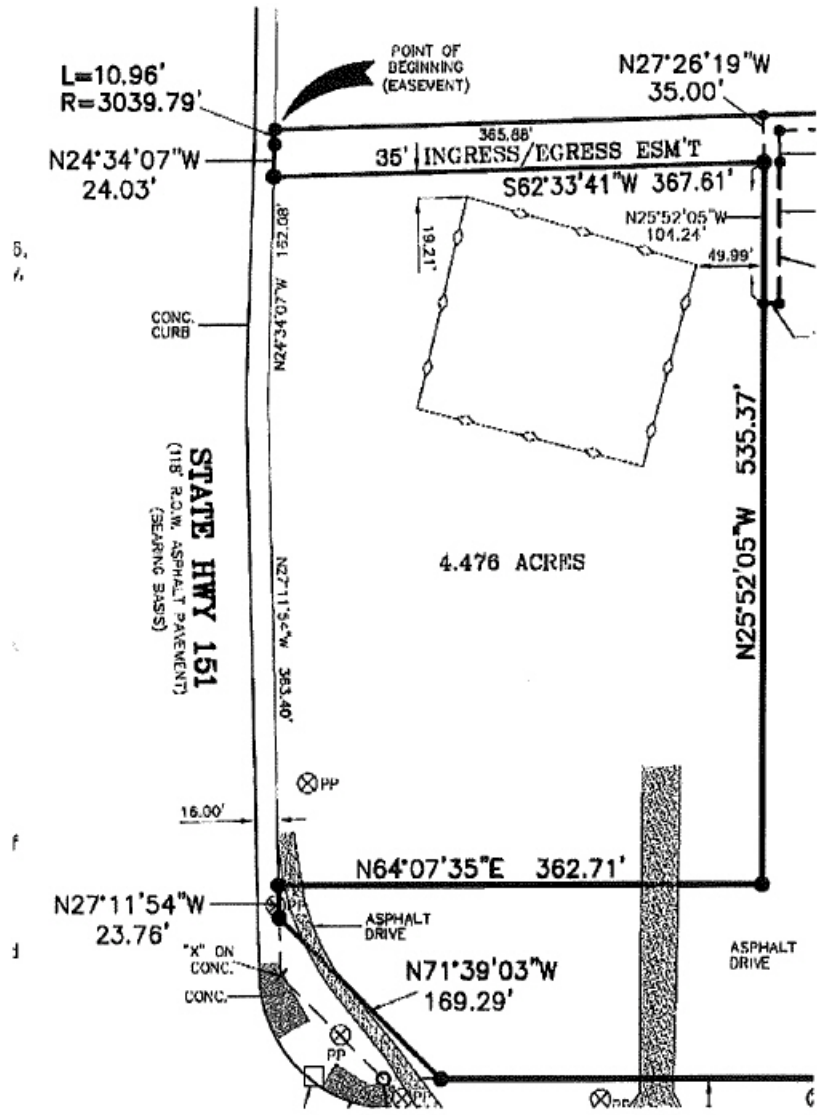 POINT OF
BEGINNING
(EASEVENT)
L=10.96'
R=3039.79'
N27°26'19"W
35.00'
365.88'
35' INGRESS/EGRESS ESM'T
N24°34'07"W
24.03'
S62°33'41"W 367.61'
N25°52'05"W
104.24'
49.99'
19.21'
N24°34'07"W 152.08'
CONC.
CURB
STATE HWY 151
(118' R.O.W. ASPHALT PAVEMENT)
(BEARING BASIS)
N25°52'05"W 535.37'
4.476 ACRES
N27°11'54"W 363.40'
PP
16.00'
N64°07'35"E 362.71'
N27°11'54"W
23.76'
PP
ASPHALT
DRIVE
"X" ON
CONC.
CONC.
N71°39'03"W
169.29'
ASPHALT
DRIVE
PP
PP